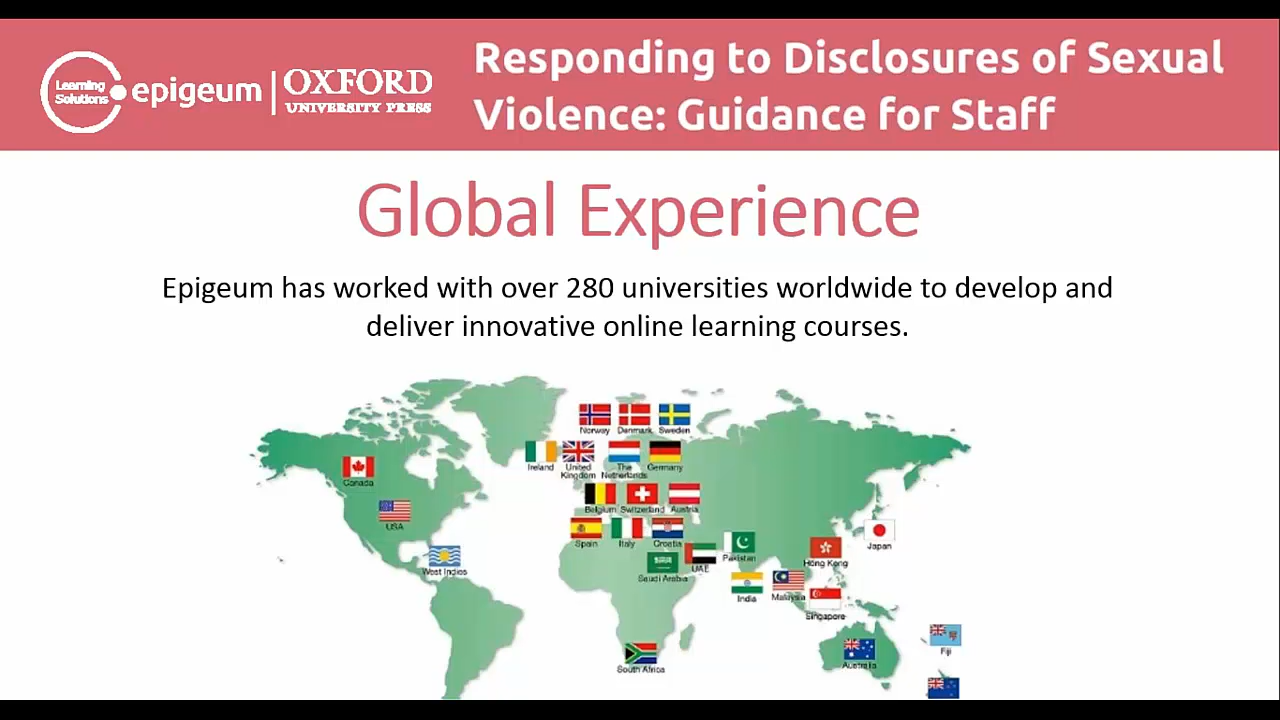 Learning
Solutions
epigeum
OXFORD
UNIVERSITY PRESS
Responding to Disclosures of Sexual
Violence: Guidance for Staff
Global Experience
Epigeum has worked with over 280 universities worldwide to develop and
deliver innovative online learning courses.
Norway Denmark Sweden
Ireland United Kingdom The Netherlands Germany
Canada
Belgium Switzerland Austria
USA
Spain Italy Croatia
Japan
Pakistan
West Indies
Saudi Arabia
UAE
Hong Kong
India
Malaysia
Singapore
Fiji
South Africa
Australia